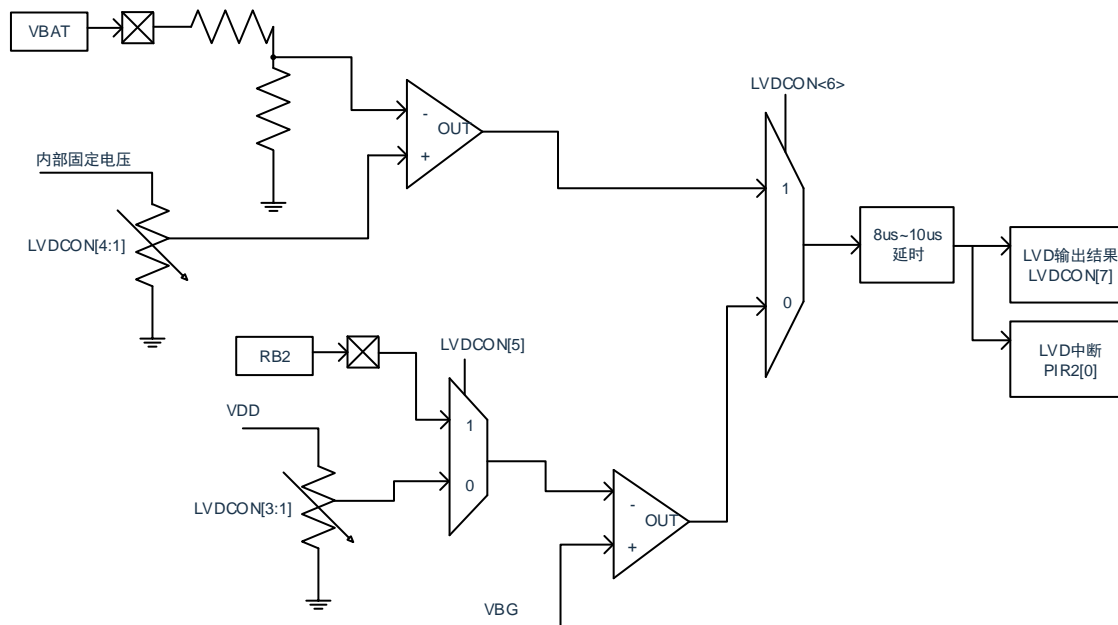 VBAT
LVDCON<6>
-
OUT
+
内部固定电压
1
LVDCON[4:1]
8us~10us
延时
LVD输出结果
LVDCON[7]
0
RB2
LVDCON[5]
LVD中断
PIR2[0]
VDD
1
0
LVDCON[3:1]
-
OUT
+
VBG